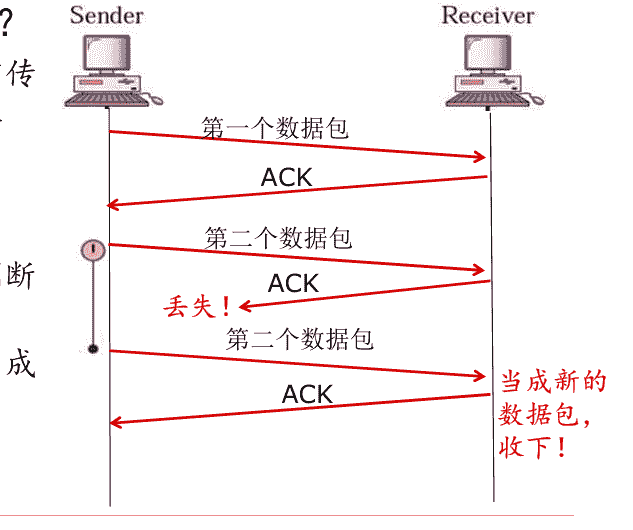 ?
Sender
Receiver
传
第一个数据包
ACK
第二个数据包
断
ACK
丢失！
第二个数据包
成
ACK
当成新的
数据包，
收下！